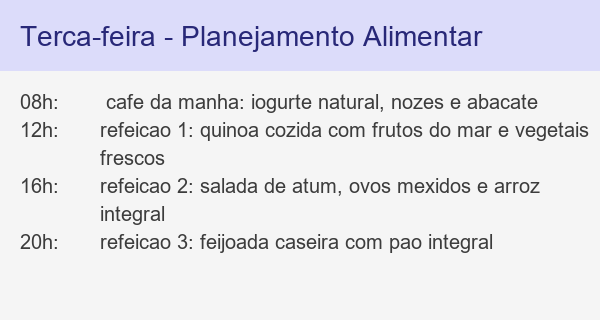 Terca-feira - Planejamento Alimentar
08h: cafe da manha: iogurte natural, nozes e abacate
12h: refeicao 1: quinoa cozida com frutos do mar e vegetais
frescos
16h: refeicao 2: salada de atum, ovos mexidos e arroz
integral
20h: refeicao 3: feijoada caseira com pao integral